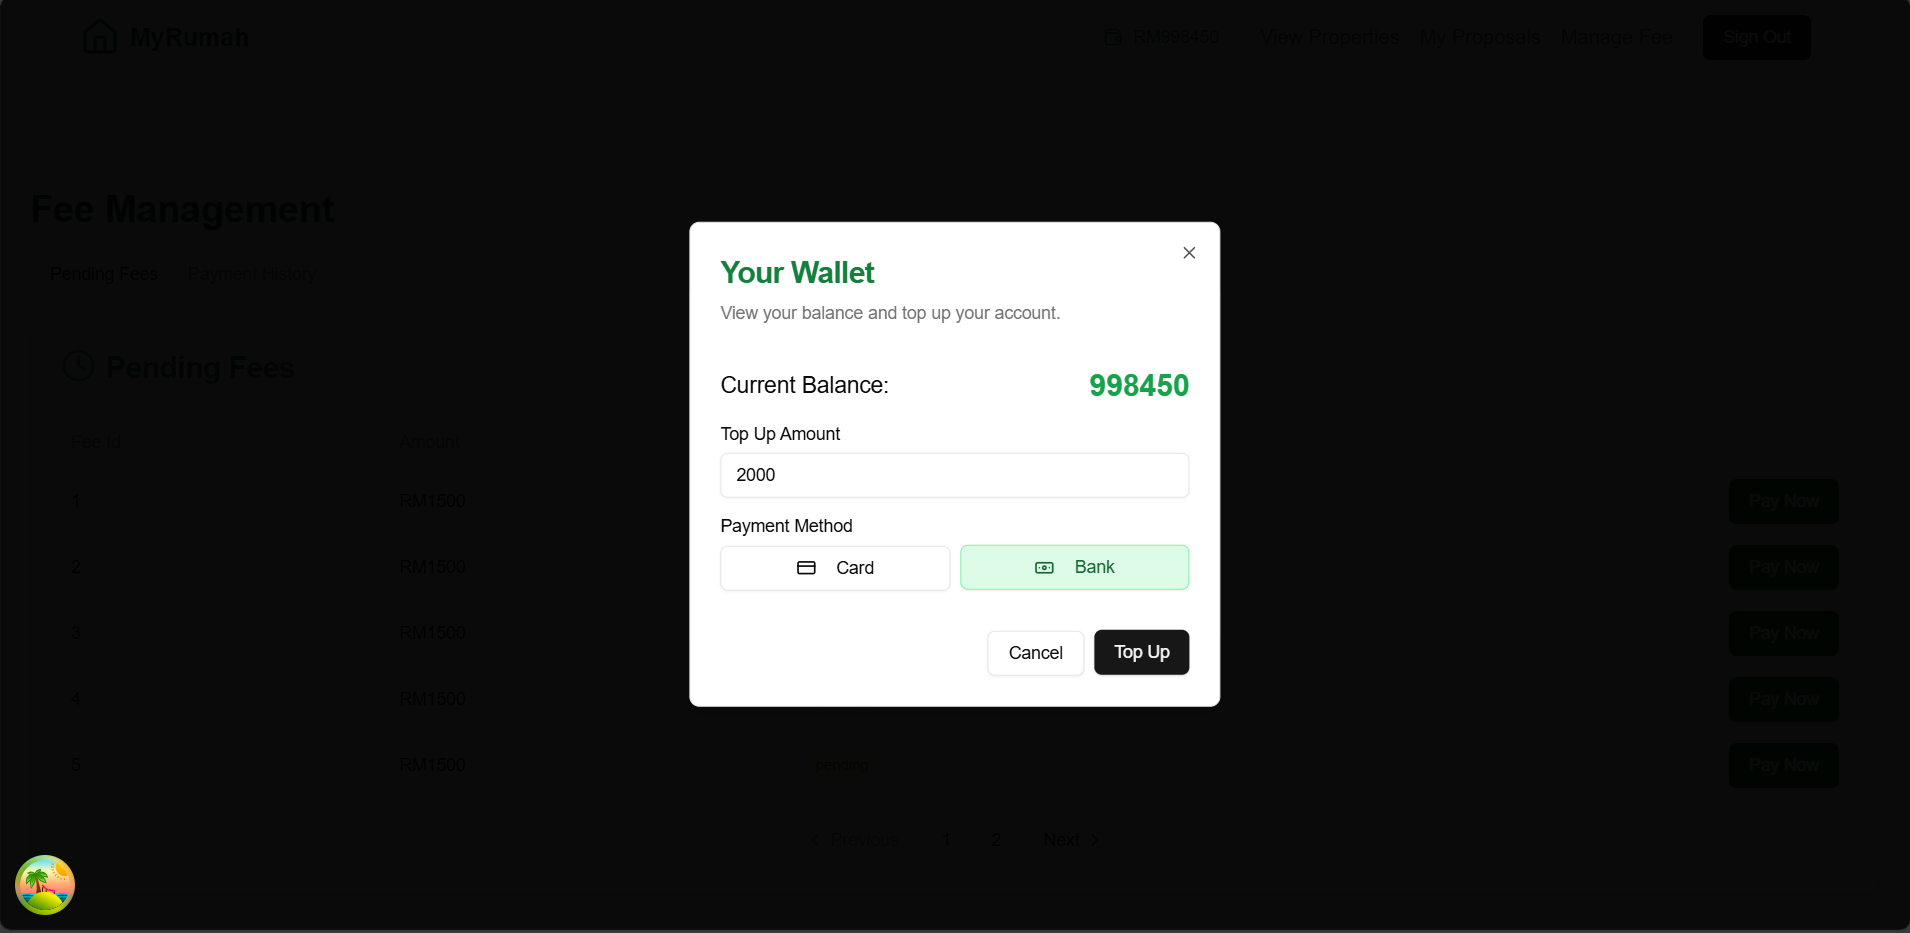 MyRumah
RM998450 View Properties My Proposals Manage Fee Sign Out
Fee Management
Pending Fees Payment History
Pending Fees
Fee Id Amount
1 RM1500 Pay Now
2 RM1500 Pay Now
3 RM1500 Pay Now
4 RM1500 Pay Now
5 RM1500 pending Pay Now
Previous 1 2 Next
Your Wallet
View your balance and top up your account.
Current Balance: 998450
Top Up Amount
2000
Payment Method
Card Bank
Cancel Top Up